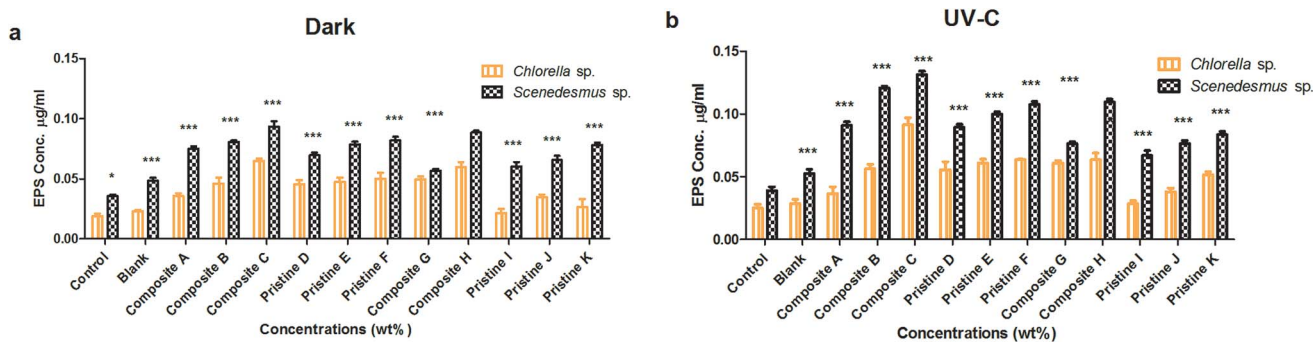 a
Dark
EPS Conc. µg/ml
0.15
0.10
0.05
0.00
Chlorella sp.
Scenedesmus sp.
*
***
***
***
***
***
***
***
***
***
***
***
Control
Blank
Composite A
Composite B
Composite C
Pristine D
Pristine E
Pristine F
Composite G
Composite H
Pristine I
Pristine J
Pristine K
Concentrations (wt%)
b
UV-C
EPS Conc. µg/ml
0.15
0.10
0.05
0.00
Chlorella sp.
Scenedesmus sp.
***
***
***
***
***
***
***
***
***
***
***
Control
Blank
Composite A
Composite B
Composite C
Pristine D
Pristine E
Pristine F
Composite G
Composite H
Pristine I
Pristine J
Pristine K
Concentrations (wt%)